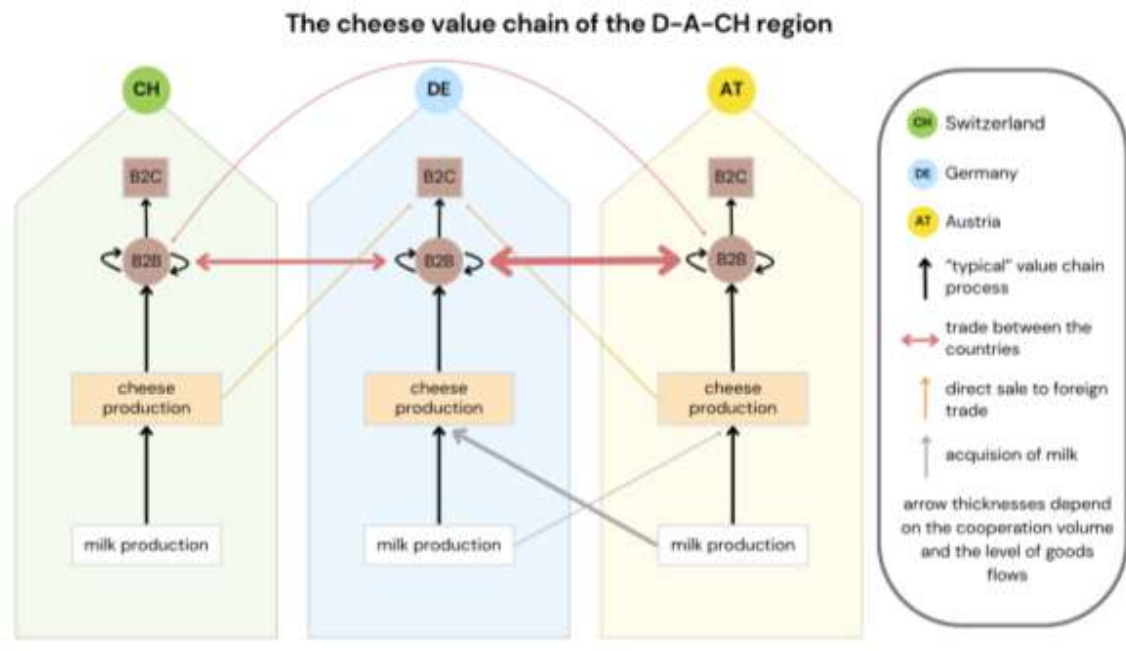 The cheese value chain of the D-A-CH region
CH
DE
AT
B2C
B2C
B2C
B2B
B2B
B2B
cheese
production
cheese
production
cheese
production
milk production
milk production
milk production
CH Switzerland
DE Germany
AT Austria
"typical" value chain
process
trade between the
countries
direct sale to foreign
trade
acquision of milk
arrow thicknesses depend
on the cooperation volume
and the level of goods
flows